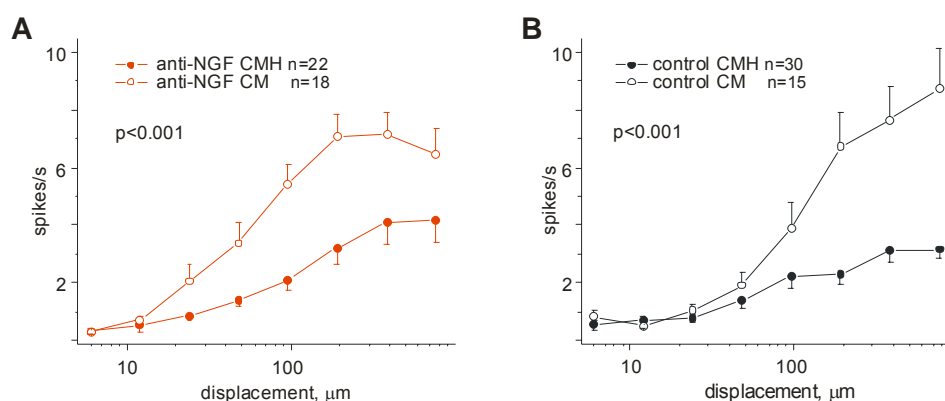 A
10
6
2
spikes/s
anti-NGF CMH n=22
anti-NGF CM n=18
p<0.001
10
100
displacement, μm
B
10
6
2
spikes/s
control CMH n=30
control CM n=15
p<0.001
10
100
displacement, μm